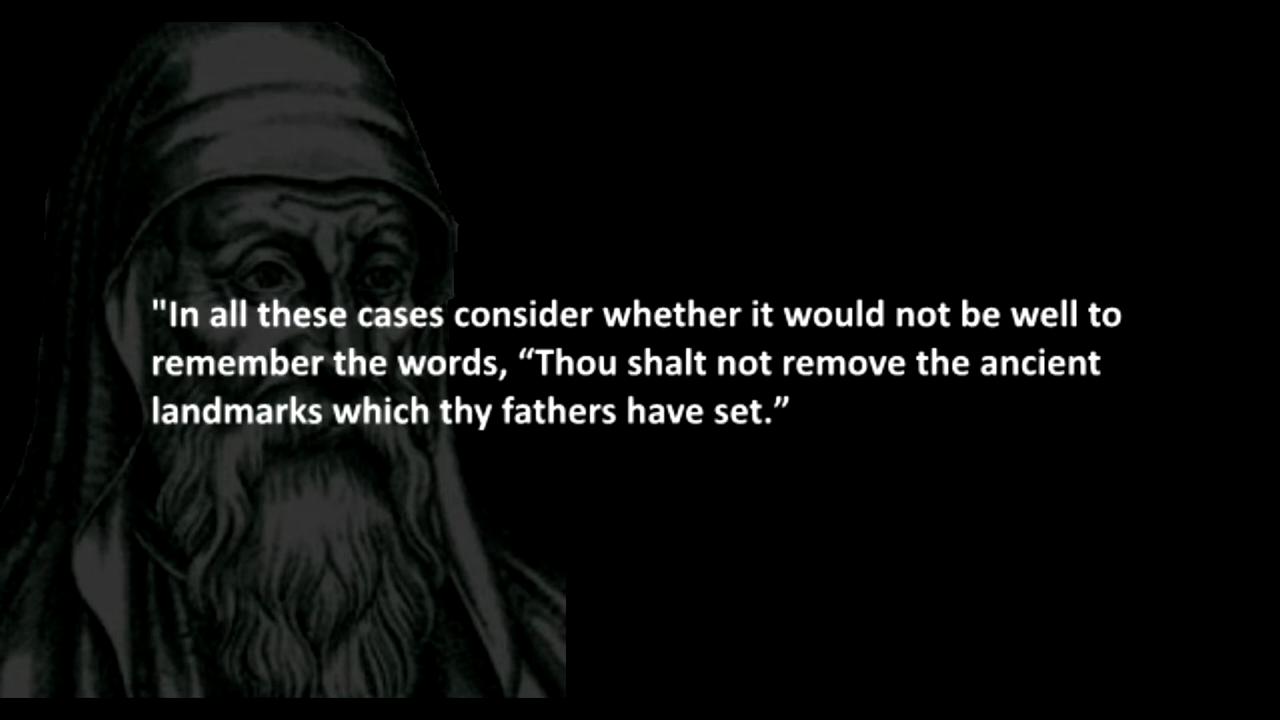 "In all these cases consider whether it would not be well to
remember the words, “Thou shalt not remove the ancient
landmarks which thy fathers have set.”